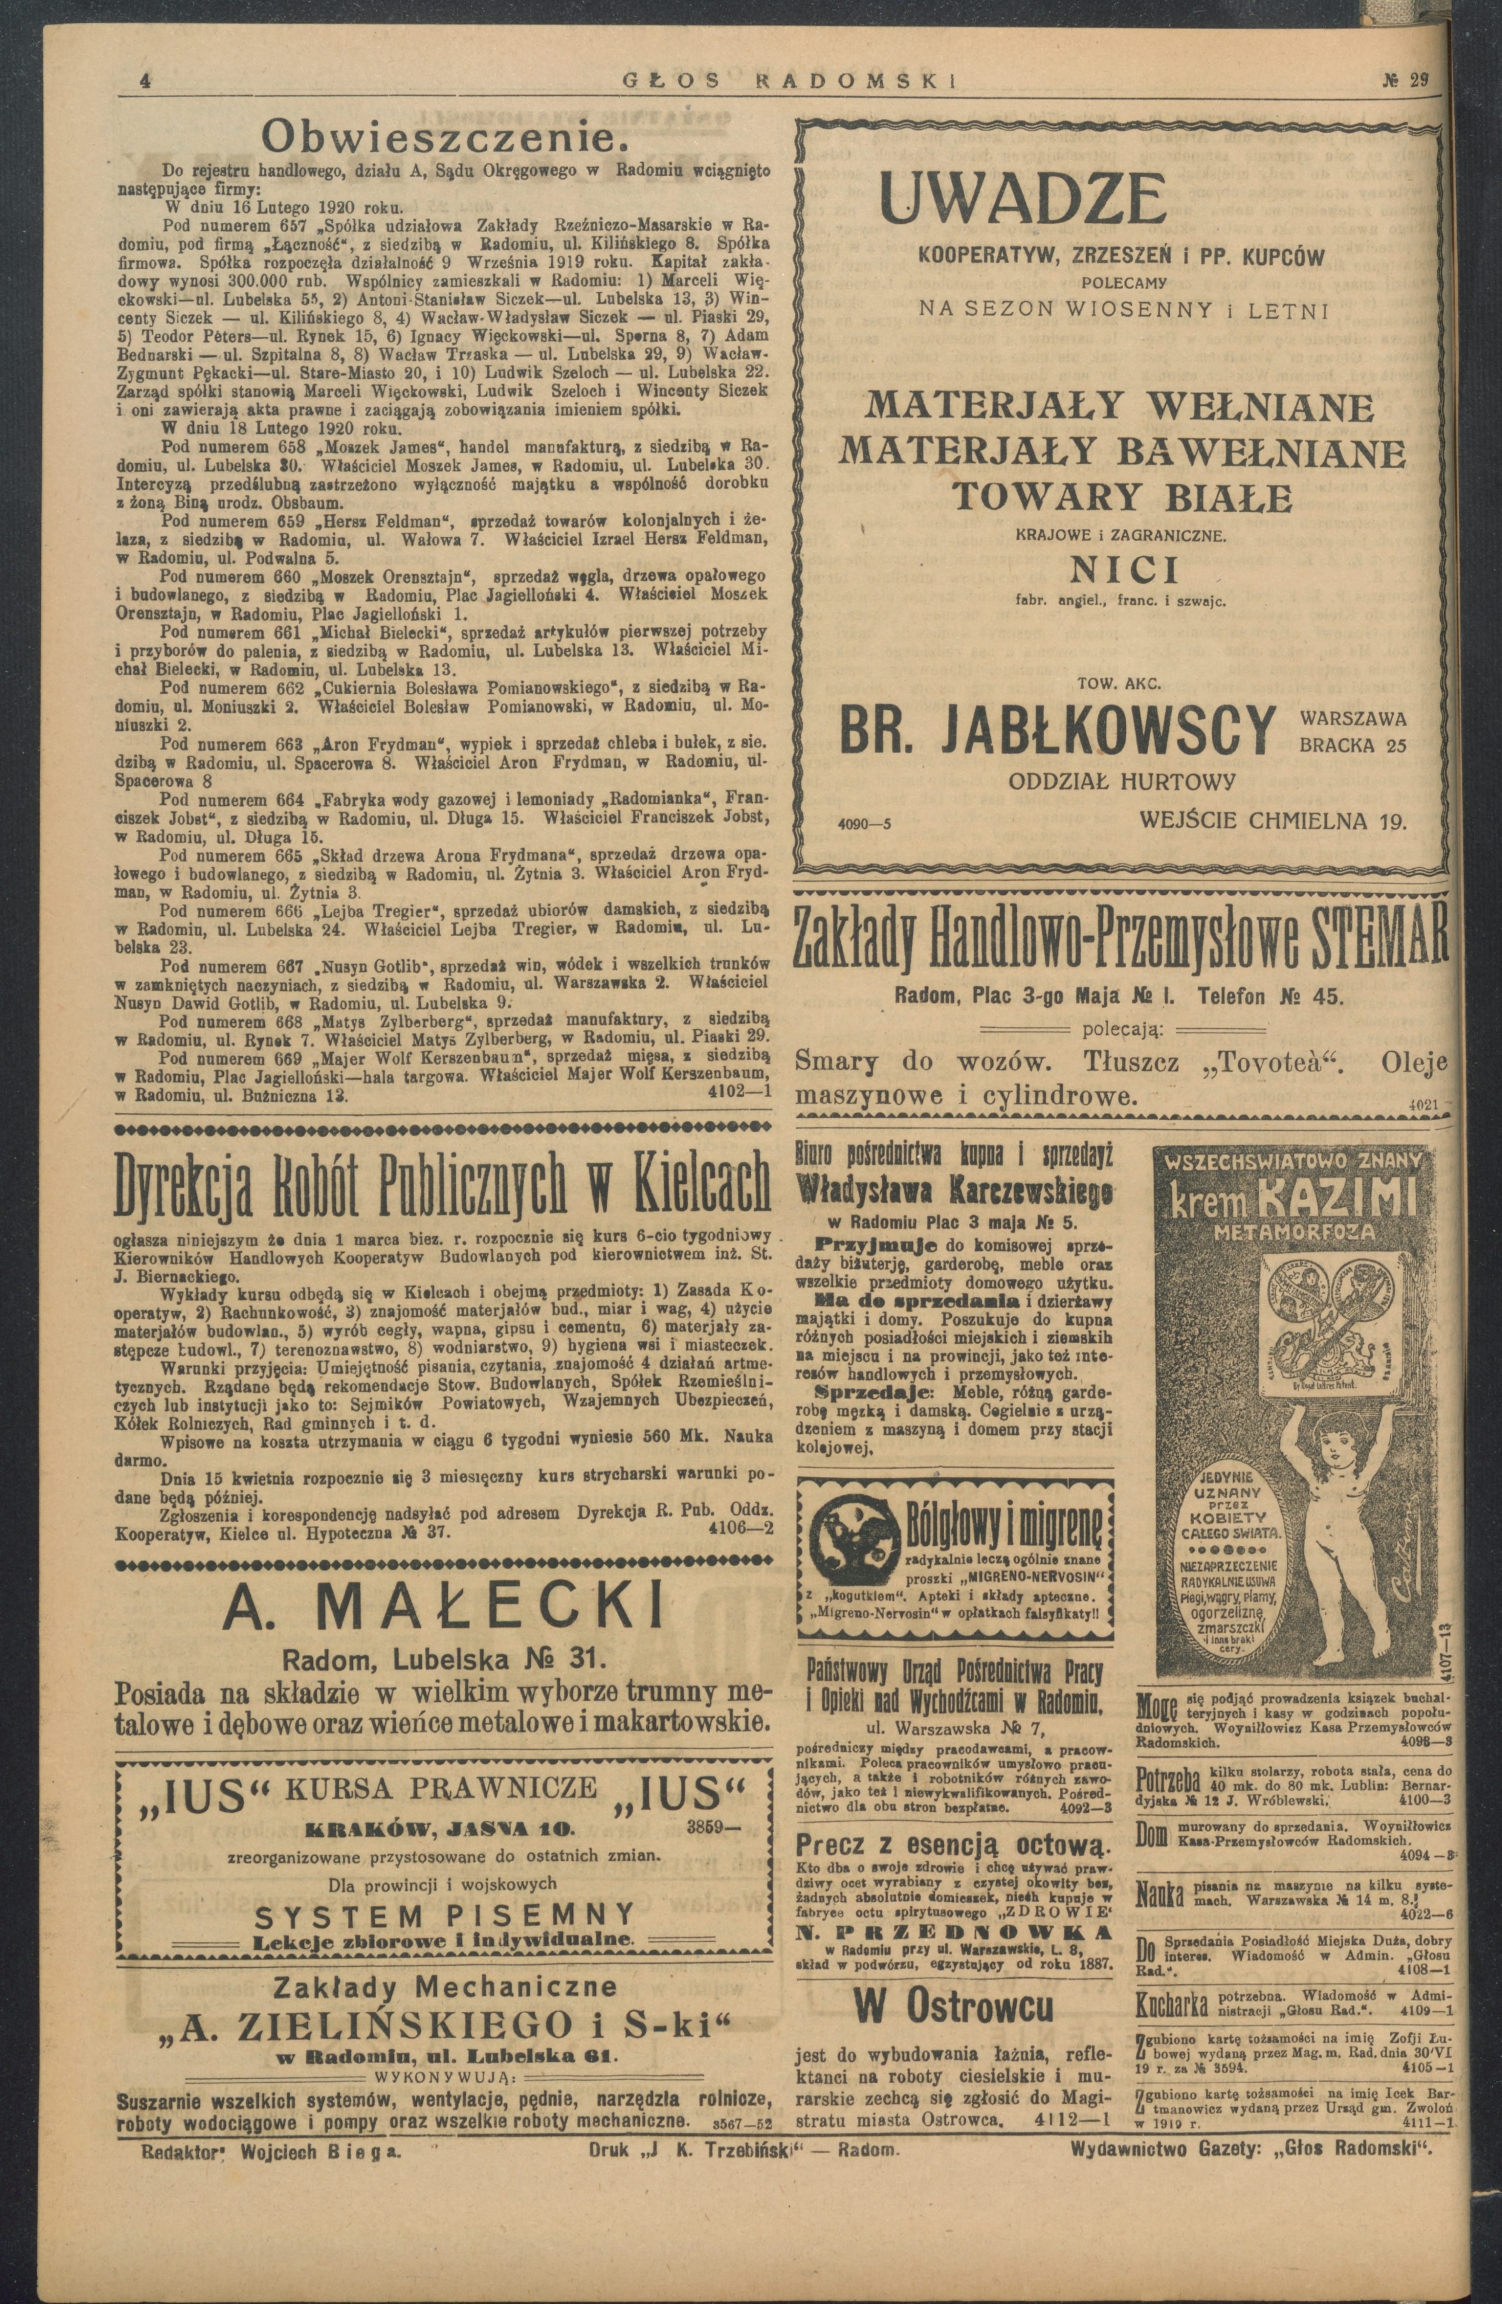 4
GŁOS RADOMSKI
№ 29
Obwieszczenie.
Do rejestru handlowego, działu A, Sądu Okręgowego w Radomiu wciągnięto
następujące firmy:
W dniu 16 Lutego 1920 roku.
Pod numerem 657 „Spółka udziałowa Zakłady Rzeźniczo-Masarskie w Ra-
domiu, pod firmą „Łączność“, z siedzibą w Radomiu, ul. Kilińskiego 8. Spółka
firmowa. Spółka rozpoczęła działalność 9 Września 1919 roku. Kapitał zakła-
dowy wynosi 300.000 rub. Wspólnicy zamieszkali w Radomiu: 1) Marceli Wię-
ckowski—ul. Lubelska 55, 2) Antoni-Stanisław Siczek—ul. Lubelska 13, 3) Win-
centy Siczek — ul. Kilińskiego 8, 4) Wacław-Władysław Siczek — ul. Piaski 29,
5) Teodor Peters—ul. Rynek 15, 6) Ignacy Więckowski—ul. Sporna 8, 7) Adam
Bednarski — ul. Szpitalna 8, 8) Wacław Trzaska — ul. Lubelska 29, 9) Wacław-
Zygmunt Pękacki—ul. Stare-Miasto 20, i 10) Ludwik Szeloch — ul. Lubelska 22.
Zarząd spółki stanowią Marceli Więckowski, Ludwik Szeloch i Wincenty Siczek
i oni zawierają akta prawne i zaciągają zobowiązania imieniem spółki.
W dniu 18 Lutego 1920 roku.
Pod numerem 658 „Moszek James“, handel manufakturą, z siedzibą w Ra-
domiu, ul. Lubelska 30. Właściciel Moszek James, w Radomiu, ul. Lubelska 30.
Intercyzą przedślubną zastrzeżono wyłączność majątku a wspólność dorobku
z żoną Biną urodz. Obsbaum.
Pod numerem 659 „Hersz Feldman“, sprzedaż towarów kolonjalnych i że-
laza, z siedzibą w Radomiu, ul. Wałowa 7. Właściciel Izrael Hersz Feldman,
w Radomiu, ul. Podwalna 5.
Pod numerem 660 „Moszek Orensztajn“, sprzedaż węgla, drzewa opałowego
i budowlanego, z siedzibą w Radomiu, Plac Jagielloński 4. Właściciel Moszek
Orensztajn, w Radomiu, Plac Jagielloński 1.
Pod numerem 661 „Michał Bielecki“, sprzedaż artykułów pierwszej potrzeby
i przyborów do palenia, z siedzibą w Radomiu, ul. Lubelska 13. Właściciel Mi-
chał Bielecki, w Radomiu, ul. Lubelska 13.
Pod numerem 662 „Cukiernia Bolesława Pomianowskiego“, z siedzibą w Ra-
domiu, ul. Moniuszki 2. Właściciel Bolesław Pomianowski, w Radomiu, ul. Mo-
niuszki 2.
Pod numerem 663 „Aron Frydman“, wypiek i sprzedaż chleba i bułek, z sie.
dzibą w Radomiu, ul. Spacerowa 8. Właściciel Aron Frydman, w Radomiu, ul-
Spacerowa 8
Pod numerem 664 „Fabryka wody gazowej i lemoniady „Radomianka“, Fran-
ciszek Jobst“, z siedzibą w Radomiu, ul. Długa 15. Właściciel Franciszek Jobst,
w Radomiu, ul. Długa 15.
Pod numerem 665 „Skład drzewa Arona Frydmana“, sprzedaż drzewa opa-
łowego i budowlanego, z siedzibą w Radomiu, ul. Żytnia 3. Właściciel Aron Fryd-
man, w Radomiu, ul. Żytnia 3.
Pod numerem 666 „Lejba Tregier“, sprzedaż ubiorów damskich, z siedzibą
w Radomiu, ul. Lubelska 24. Właściciel Lejba Tregier, w Radomiu, ul. Lu-
belska 23.
Pod numerem 667 „Nusyn Gotlib“, sprzedaż win, wódek i wszelkich trunków
w zamkniętych naczyniach, z siedzibą w Radomiu, ul. Warszawska 2. Właściciel
Nusyn Dawid Gotlib, w Radomiu, ul. Lubelska 9.
Pod numerem 668 „Matys Zylberberg“, sprzedaż manufaktury, z siedzibą
w Radomiu, ul. Rynek 7. Właściciel Matys Zylberberg, w Radomiu, ul. Piaski 29.
Pod numerem 669 „Majer Wolf Kerszenbaum“, sprzedaż mięsa, z siedzibą
w Radomiu, Plac Jagielloński—hala targowa. Właściciel Majer Wolf Kerszenbaum,
w Radomiu, ul. Bużniczna 13. 4102—1
Dyrekcja Robót Publicznych w Kielcach
ogłasza niniejszym że dnia 1 marca biez. r. rozpocznie się kurs 6-cio tygodniowy
Kierowników Handlowych Kooperatyw Budowlanych pod kierownictwem inż. St.
J. Biernackiego.
Wykłady kursu odbędą się w Kielcach i obejmą przedmioty: 1) Zasada Ko-
operatyw, 2) Rachunkowość, 3) znajomość materjałów bud., miar i wag, 4) użycie
materjałów budowlan., 5) wyrób cegły, wapna, gipsu i cementu, 6) materjały za-
stępcze budowl., 7) terenoznawstwo, 8) wodniarstwo, 9) hygiena wsi i miasteczek.
Warunki przyjęcia: Umiejętność pisania, czytania, znajomość 4 działań artme-
tycznych. Rządane będą rekomendacje Stow. Budowlanych, Spółek Rzemieślni-
czych lub instytucji jako to: Sejmików Powiatowych, Wzajemnych Ubezpieczeń,
Kółek Rolniczych, Rad gminnych i t. d.
Wpisowe na koszta utrzymania w ciągu 6 tygodni wyniesie 560 Mk. Nauka
darmo.
Dnia 15 kwietnia rozpocznie się 3 miesięczny kurs strycharski warunki po-
dane będą później.
Zgłoszenia i korespondencję nadsyłać pod adresem Dyrekcja R. Pub. Oddz.
Kooperatyw, Kielce ul. Hypoteczna № 37. 4106—2
A. MAŁECKI
Radom, Lubelska № 31.
Posiada na składzie w wielkim wyborze trumny me-
talowe i dębowe oraz wieńce metalowe i makartowskie.
„IUS“ KURSA PRAWNICZE „IUS“
KRAKÓW, JASNA 10. 3859—
zreorganizowane przystosowane do ostatnich zmian.
Dla prowincji i wojskowych
SYSTEM PISEMNY
Lekcje zbiorowe i indywidualne.
Zakłady Mechaniczne
„A. ZIELIŃSKIEGO i S-ki“
w Radomiu, ul. Lubelska 61.
WYKONYWUJĄ:
Suszarnie wszelkich systemów, wentylacje, pędnie, narzędzia rolnicze,
roboty wodociągowe i pompy oraz wszelkie roboty mechaniczne. 3567—52
UWADZE
KOOPERATYW, ZRZESZEŃ i PP. KUPCÓW
POLECAMY
NA SEZON WIOSENNY i LETNI
MATERJAŁY WEŁNIANE
MATERJAŁY BAWEŁNIANE
TOWARY BIAŁE
KRAJOWE i ZAGRANICZNE.
NICI
fabr. angiel., franc. i szwajc.
TOW. AKC.
BR. JABŁKOWSCY
WARSZAWA
BRACKA 25
ODDZIAŁ HURTOWY
4090—5
WEJŚCIE CHMIELNA 19.
Zakłady Handlowo-Przemysłowe STEMAR
Radom, Plac 3-go Maja № I. Telefon № 45.
polecają:
Smary do wozów. Tłuszcz „Tovoteà“. Oleje
maszynowe i cylindrowe. 4021
Biuro pośrednictwa kupna i sprzedayż
Władysława Karczewskiego
w Radomiu Plac 3 maja № 5.
Przyjmuje do komisowej sprze-
daży biżuterję, garderobę, meble oraz
wszelkie przedmioty domowego użytku.
Ma do sprzedania i dzierżawy
majątki i domy. Poszukuje do kupna
różnych posiadłości miejskich i ziemskih
na miejscu i na prowincji, jako też inte-
resów handlowych i przemysłowych.
Sprzedaje: Meble, różną garde-
robę męzką i damską. Cegielnie z urzą-
dzeniem z maszyną i domem przy stacji
kolejowej,
Bólgłowy i migrenę
radykalnie leczą ogólnie znane
proszki „MIGRENO-NERVOSIN“
z „kogutkiem“. Apteki i składy apteczne.
„Migreno-Nervosin“ w opłatkach falsyfikaty!!
Państwowy Urząd Pośrednictwa Pracy
i Opieki nad Wychodźcami w Radomiu,
ul. Warszawska № 7,
pośredniczy między pracodawcami, a pracow-
nikami. Poleca pracowników umysłowo pracu-
jących, a także i robotników różnych zawo-
dów, jako też i niewykwalifikowanych. Pośred-
nictwo dla obu stron bezpłatne. 4092—3
Precz z esencją octową.
Kto dba o swoje zdrowie i chcę używać praw-
dziwy ocet wyrabiany z czystej okowity bez,
żadnych absolutnie domieszek, niech kupuje w
fabryce octu spirytusowego „ZDROWIE‘
N. PRZEDNOWKA
w Radomiu przy ul. Warszawskie, L. 8,
skład w podwórzu, egzystujący od roku 1887.
W Ostrowcu
jest do wybudowania łaźnia, refle-
ktanci na roboty ciesielskie i mu-
rarskie zechcą się zgłosić do Magi-
stratu miasta Ostrowca. 4112—1
WSZECHSWIATOWO ZNANY
krem KAZIMI
METAMORFOZA
By Royal Letters Patent.
JEDYNIE
UZNANY
przez
KOBIETY
CAŁEGO SWIATA.
NIEZAPRZECZENIE
RADYKALNIE USUWA
piegi, wągry, plamy,
ogorzeliznę,
zmarszczki
i inne braki
cery.
4107—13
Mogę się podjąć prowadzenia książek buchal-
teryjnych i kasy w godzinach popołu-
dniowych. Woyniłłowicz Kasa Przemysłowców
Radomskich. 4098—3
Potrzeba kilku stolarzy, robota stała, cena do
40 mk. do 80 mk. Lublin: Bernar-
dyjska № 12 J. Wróblewski. 4100—3
Dom murowany do sprzedania. Woyniłłowicz
Kasa-Przemysłowców Radomskich.
4094—3
Nauka pisania na maszynie na kilku syste-
mach, Warszawska № 14 m. 8.
4022—6
Do Sprzedania Posiadłość Miejska Duża, dobry
interes. Wiadomość w Admin. „Głosu
Rad.“. 4108—1
Kucharka potrzebna. Wiadomość w Admi-
nistracji „Głosu Rad.“. 4109—1
Zgubiono kartę tożsamości na imię Zofji Łu-
bowej wydaną przez Mag. m. Rad. dnia 30/VI
19 r. za № 3594. 4105—1
Zgubiono kartę tożsamości na imię Icek Bar-
tmanowicz wydaną przez Urząd gm. Zwoleń
w 1919 r. 4111—1
Redaktor: Wojciech Biega.
Druk „J K. Trzebiński“ — Radom.
Wydawnictwo Gazety: „Głos Radomski“.